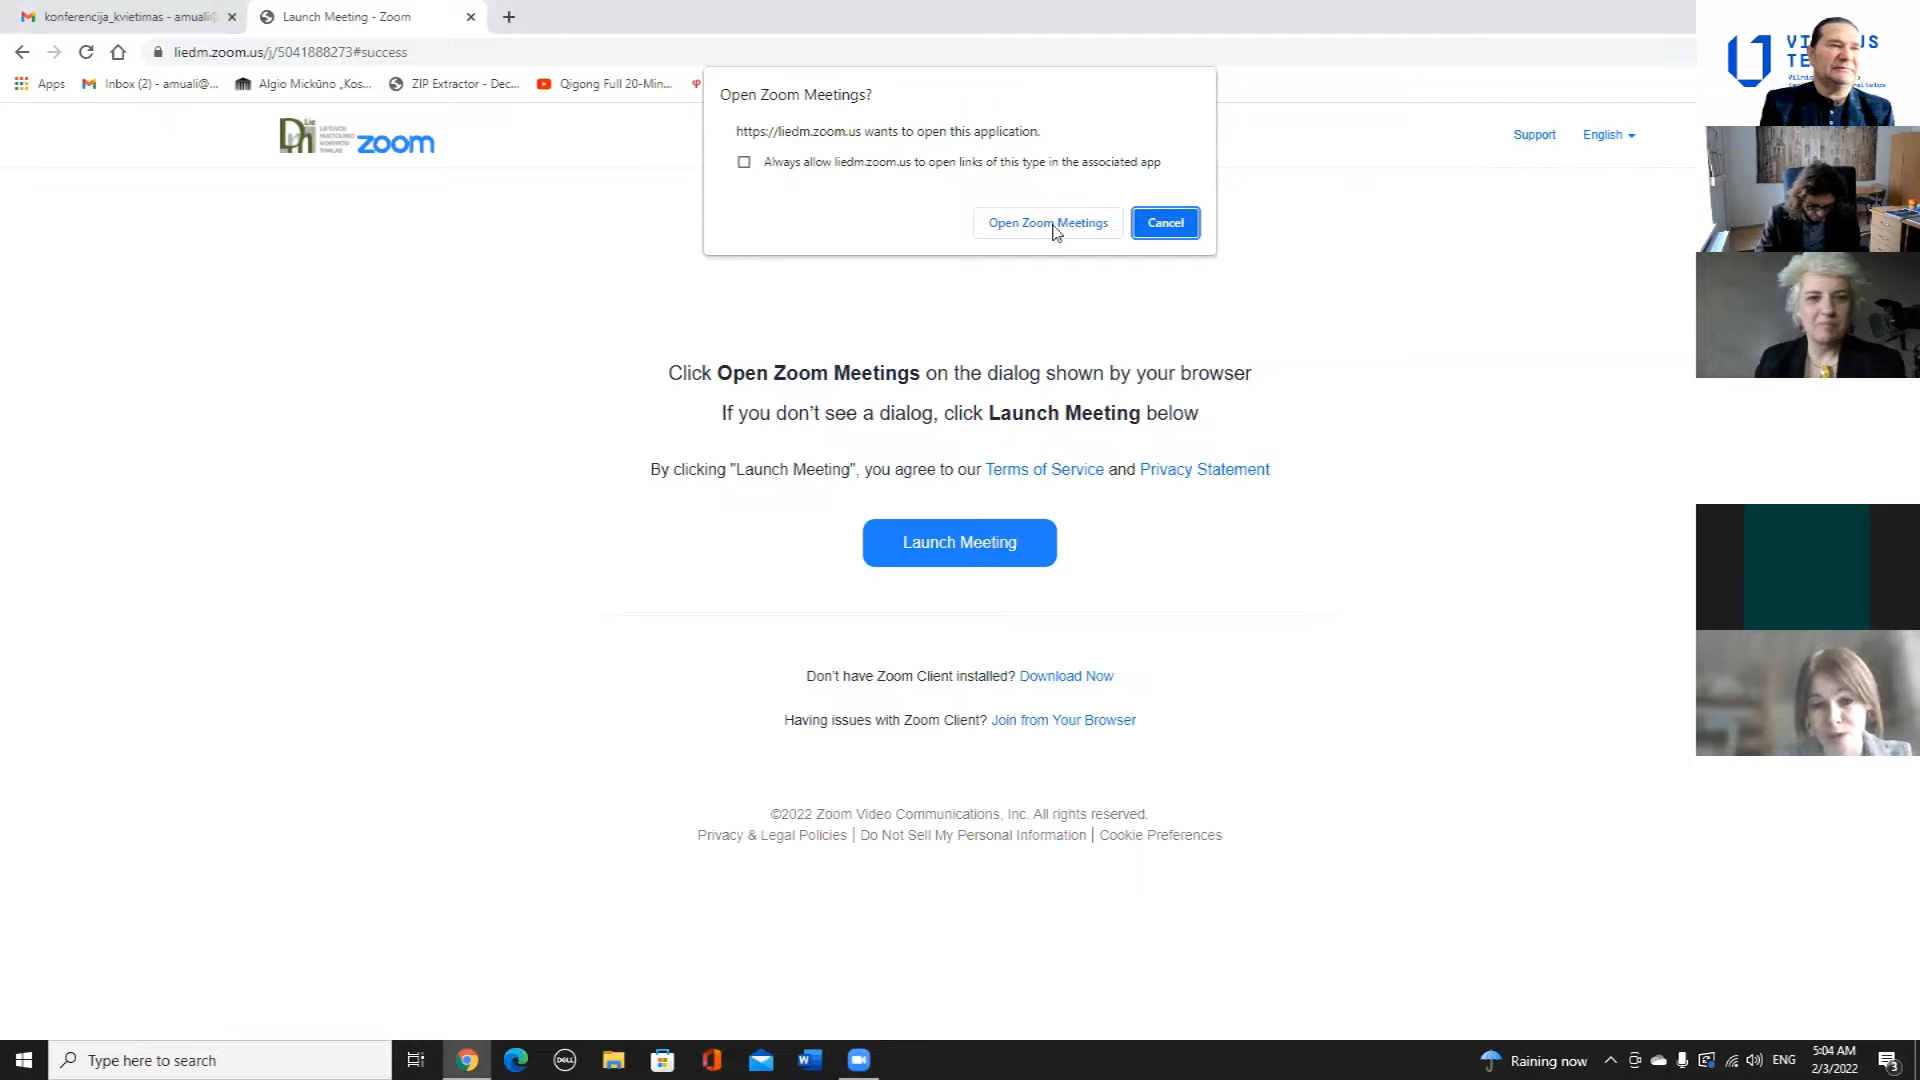 konferencija_kvietimas - amuali@
Launch Meeting - Zoom
liedm.zoom.us/j/5041888273#success
Apps
Inbox (2) - amuali@...
Algio Mickūno „Kos...
ZIP Extractor - Dec...
Qigong Full 20-Min...
zoom
Support
English
Open Zoom Meetings?
https://liedm.zoom.us wants to open this application.
Always allow liedm.zoom.us to open links of this type in the associated app
Open Zoom Meetings
Cancel
Click Open Zoom Meetings on the dialog shown by your browser
If you don’t see a dialog, click Launch Meeting below
By clicking "Launch Meeting", you agree to our Terms of Service and Privacy Statement
Launch Meeting
Don’t have Zoom Client installed? Download Now
Having issues with Zoom Client? Join from Your Browser
©2022 Zoom Video Communications, Inc. All rights reserved.
Privacy & Legal Policies | Do Not Sell My Personal Information | Cookie Preferences
Type here to search
DELL
Raining now
ENG
5:04 AM
2/3/2022
3